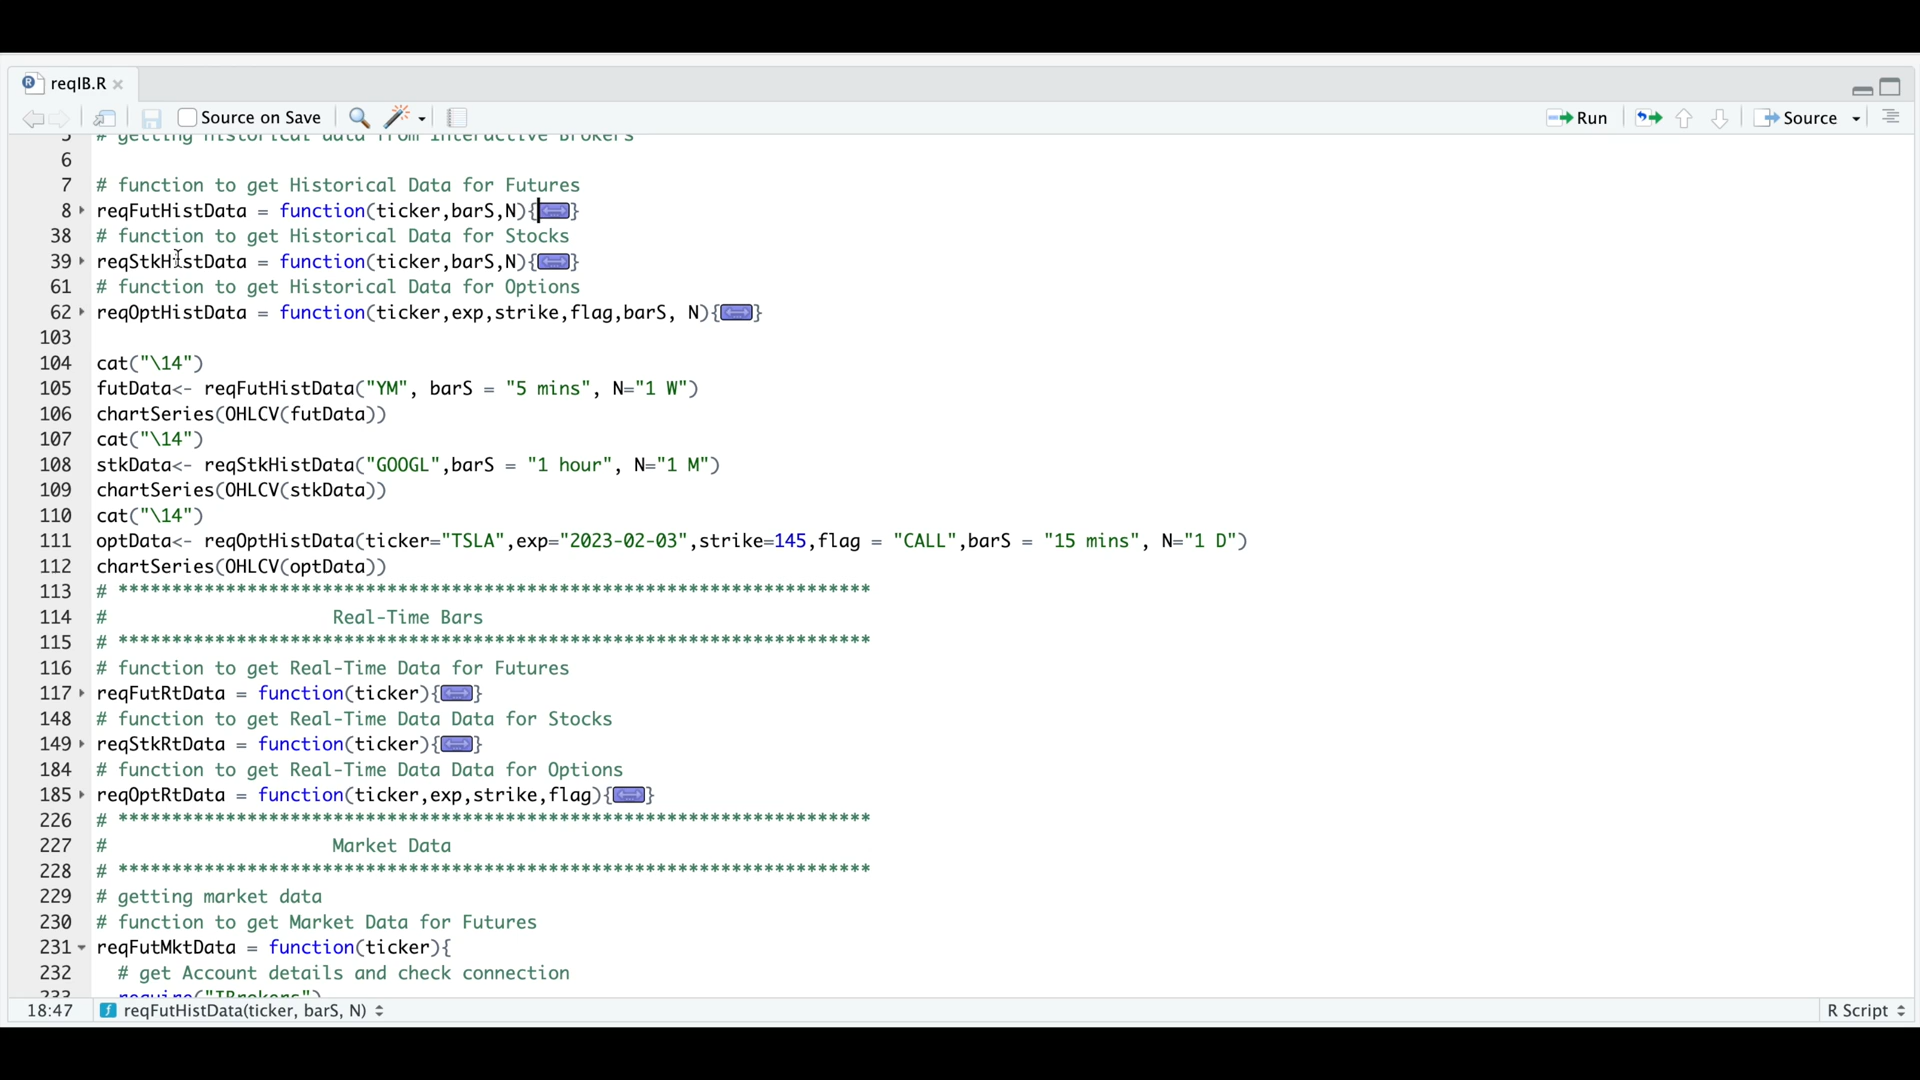 reqIB.R
Source on Save
Run
Source
5 # getting historical data from Interactive Brokers
6
7 # function to get Historical Data for Futures
8 reqFutHistData = function(ticker,barS,N){}
38 # function to get Historical Data for Stocks
39 reqStkHistData = function(ticker,barS,N){}
61 # function to get Historical Data for Options
62 reqOptHistData = function(ticker,exp,strike,flag,barS, N){}
103
104 cat("\14")
105 futData<- reqFutHistData("YM", barS = "5 mins", N="1 W")
106 chartSeries(OHLCV(futData))
107 cat("\14")
108 stkData<- reqStkHistData("GOOGL",barS = "1 hour", N="1 M")
109 chartSeries(OHLCV(stkData))
110 cat("\14")
111 optData<- reqOptHistData(ticker="TSLA",exp="2023-02-03",strike=145,flag = "CALL",barS = "15 mins", N="1 D")
112 chartSeries(OHLCV(optData))
113 # **********************************************************************
114 # Real-Time Bars
115 # **********************************************************************
116 # function to get Real-Time Data for Futures
117 reqFutRtData = function(ticker){}
148 # function to get Real-Time Data Data for Stocks
149 reqStkRtData = function(ticker){}
184 # function to get Real-Time Data Data for Options
185 reqOptRtData = function(ticker,exp,strike,flag){}
226 # **********************************************************************
227 # Market Data
228 # **********************************************************************
229 # getting market data
230 # function to get Market Data for Futures
231 reqFutMktData = function(ticker){
232 # get Account details and check connection
233 require("IBrokers")
18:47 reqFutHistData(ticker, barS, N) R Script